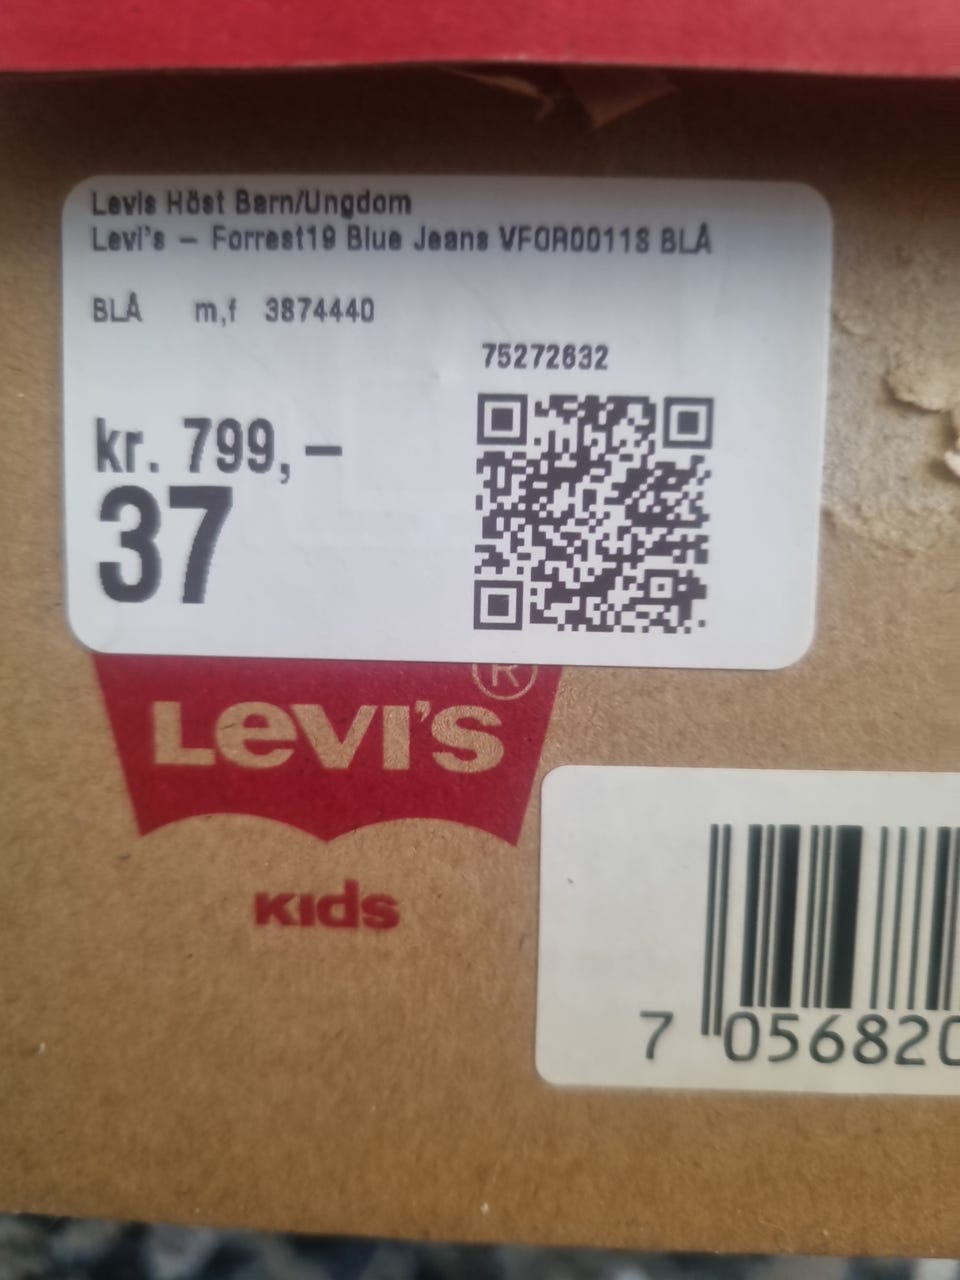 Levis Höst Barn/Ungdom
Levi's – Forrest19 Blue Jeans VFOR0011S BLÅ
BLÅ m,f 3874440
75272632
kr. 799,–
37
Levi's ®
Kids
7 056820